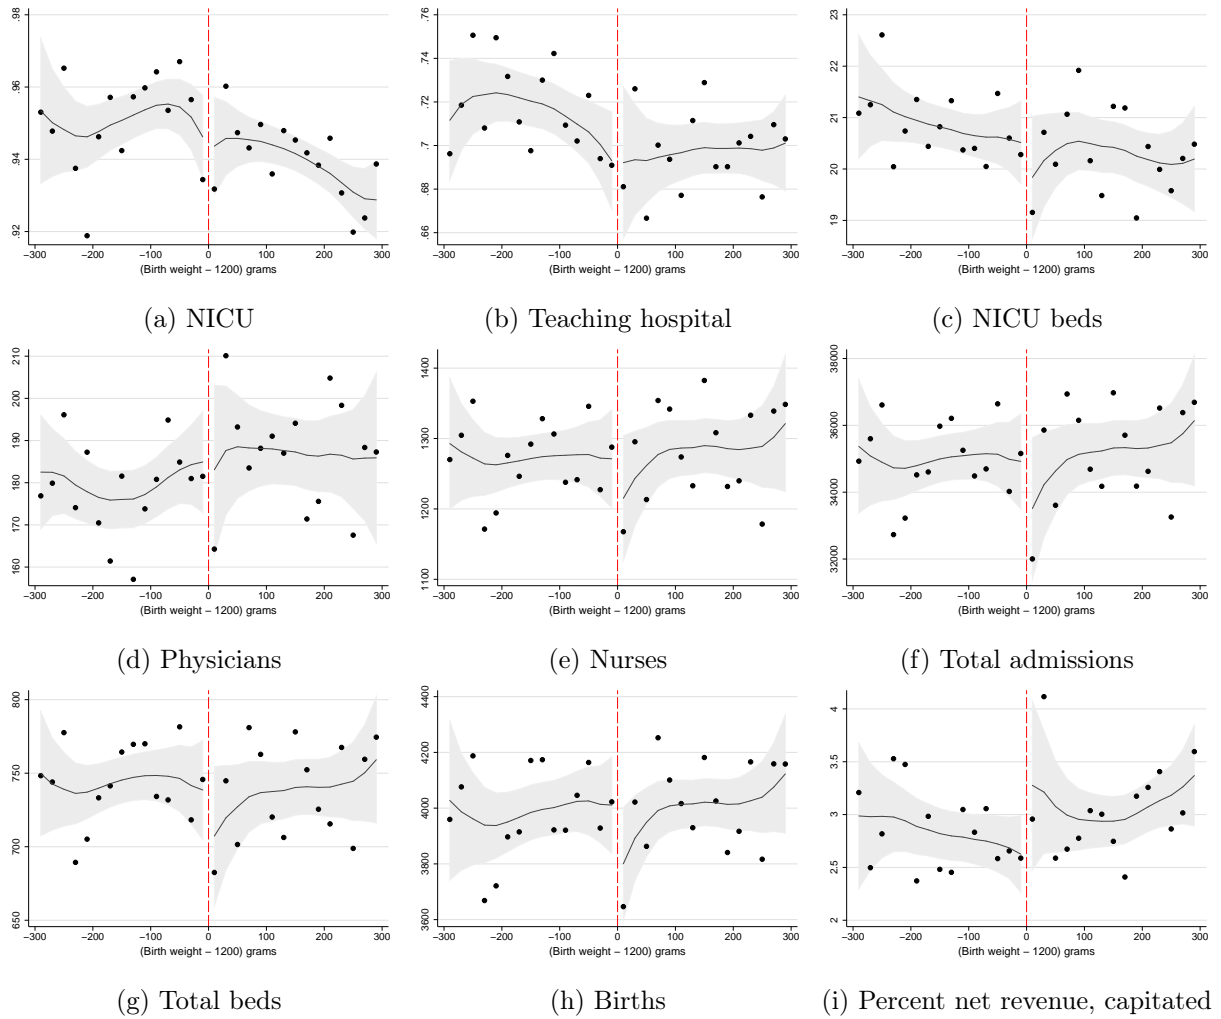 .98
.96
.94
.92
−300 −200 −100 0 100 200 300
(Birth weight − 1200) grams
(a) NICU
.76
.74
.72
.7
.68
.66
−300 −200 −100 0 100 200 300
(Birth weight − 1200) grams
(b) Teaching hospital
23
22
21
20
19
−300 −200 −100 0 100 200 300
(Birth weight − 1200) grams
(c) NICU beds
210
200
190
180
170
160
−300 −200 −100 0 100 200 300
(Birth weight − 1200) grams
(d) Physicians
1400
1300
1200
1100
−300 −200 −100 0 100 200 300
(Birth weight − 1200) grams
(e) Nurses
38000
36000
34000
32000
−300 −200 −100 0 100 200 300
(Birth weight − 1200) grams
(f) Total admissions
800
750
700
650
−300 −200 −100 0 100 200 300
(Birth weight − 1200) grams
(g) Total beds
4400
4200
4000
3800
3600
−300 −200 −100 0 100 200 300
(Birth weight − 1200) grams
(h) Births
4
3.5
3
2.5
2
−300 −200 −100 0 100 200 300
(Birth weight − 1200) grams
(i) Percent net revenue, capitated